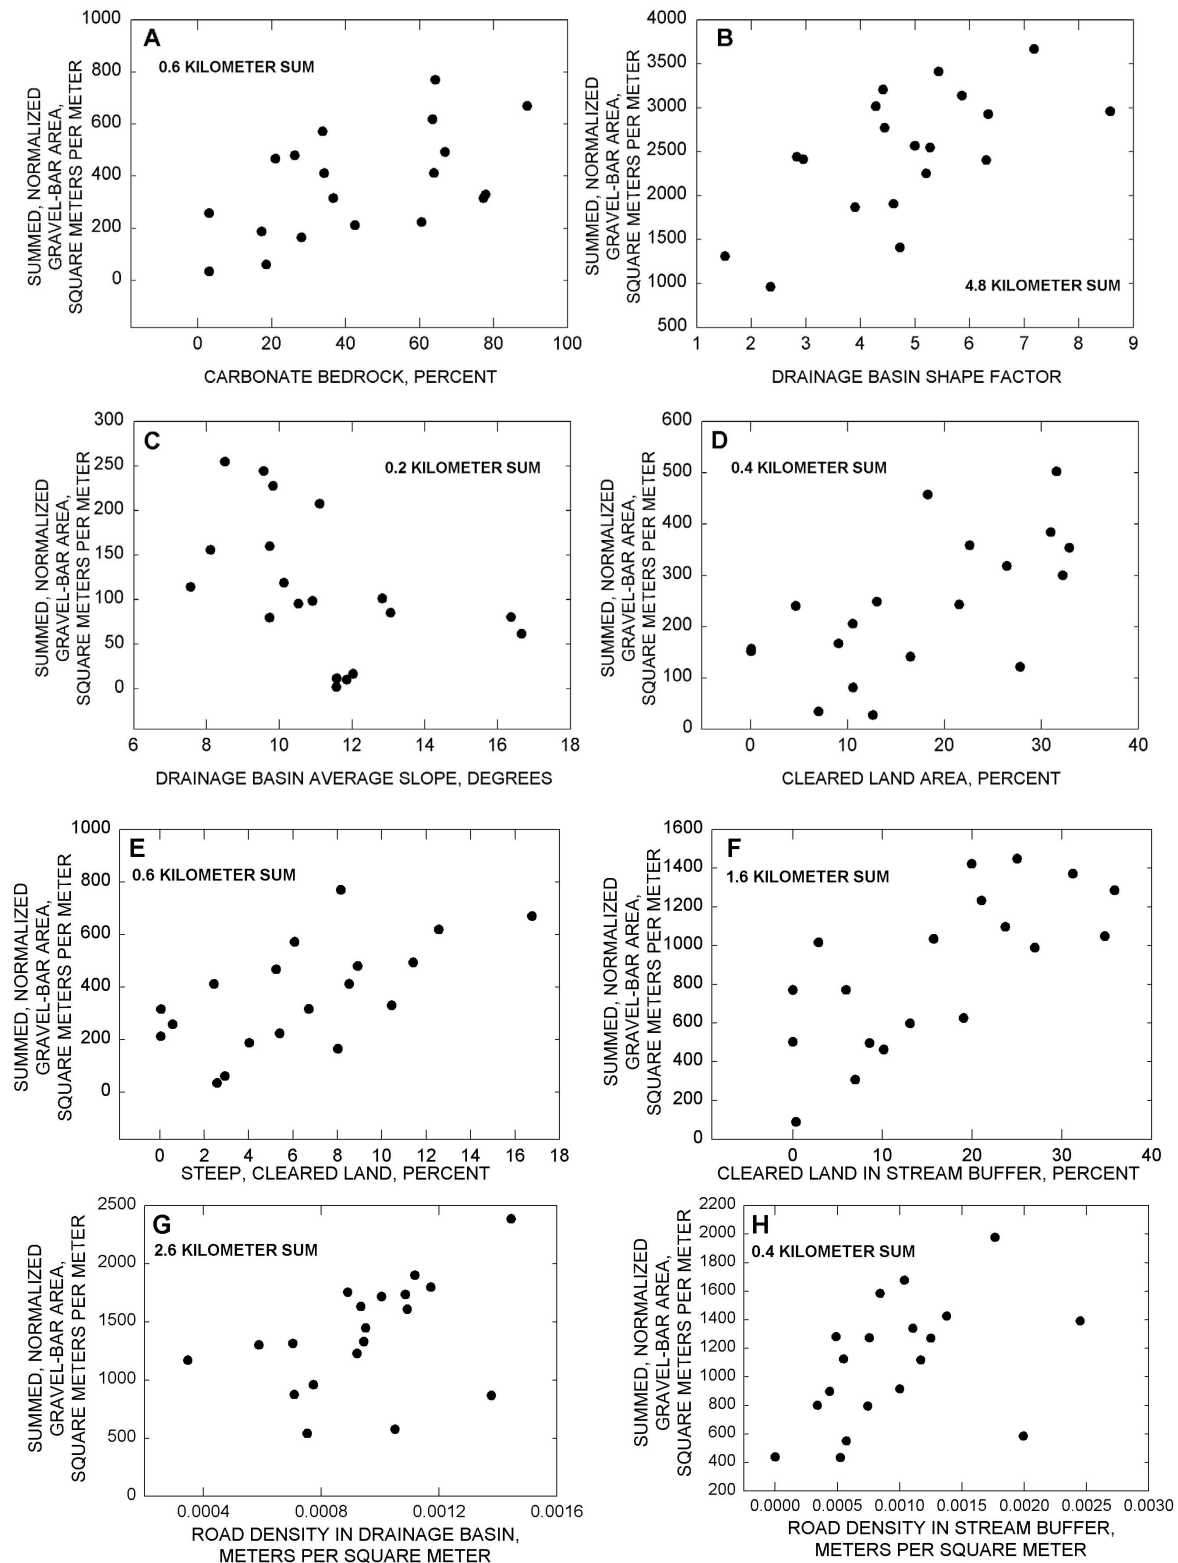 A
0.6 KILOMETER SUM
SUMMED, NORMALIZED
GRAVEL-BAR AREA,
SQUARE METERS PER METER
1000
800
600
400
200
0
0 20 40 60 80 100
CARBONATE BEDROCK, PERCENT
B
4.8 KILOMETER SUM
SUMMED, NORMALIZED
GRAVEL-BAR AREA,
SQUARE METERS PER METER
4000
3500
3000
2500
2000
1500
1000
500
1 2 3 4 5 6 7 8 9
DRAINAGE BASIN SHAPE FACTOR
C
0.2 KILOMETER SUM
SUMMED, NORMALIZED
GRAVEL-BAR AREA,
SQUARE METERS PER METER
300
250
200
150
100
50
0
6 8 10 12 14 16 18
DRAINAGE BASIN AVERAGE SLOPE, DEGREES
D
0.4 KILOMETER SUM
SUMMED, NORMALIZED
GRAVEL-BAR AREA,
SQUARE METERS PER METER
600
500
400
300
200
100
0
0 10 20 30 40
CLEARED LAND AREA, PERCENT
E
0.6 KILOMETER SUM
SUMMED, NORMALIZED
GRAVEL-BAR AREA,
SQUARE METERS PER METER
1000
800
600
400
200
0
0 2 4 6 8 10 12 14 16 18
STEEP, CLEARED LAND, PERCENT
F
1.6 KILOMETER SUM
SUMMED, NORMALIZED
GRAVEL-BAR AREA,
SQUARE METERS PER METER
1600
1400
1200
1000
800
600
400
200
0
0 10 20 30 40
CLEARED LAND IN STREAM BUFFER, PERCENT
G
2.6 KILOMETER SUM
SUMMED, NORMALIZED
GRAVEL-BAR AREA,
SQUARE METERS PER METER
2500
2000
1500
1000
500
0
0.0004 0.0008 0.0012 0.0016
ROAD DENSITY IN DRAINAGE BASIN,
METERS PER SQUARE METER
H
0.4 KILOMETER SUM
SUMMED, NORMALIZED
GRAVEL-BAR AREA,
SQUARE METERS PER METER
2200
2000
1800
1600
1400
1200
1000
800
600
400
200
0.0000 0.0005 0.0010 0.0015 0.0020 0.0025 0.0030
ROAD DENSITY IN STREAM BUFFER,
METERS PER SQUARE METER